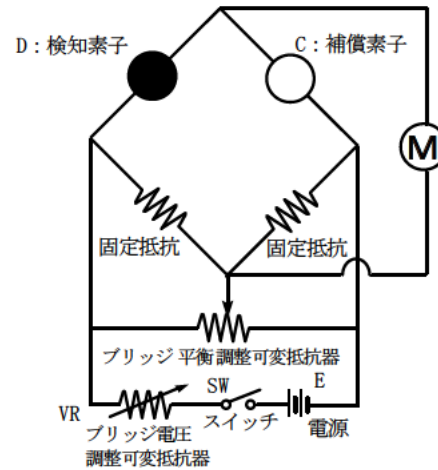 D：検知素子
C：補償素子
M
固定抵抗
固定抵抗
ブリッジ 平衡 調整可変抵抗器
SW
E
VR
スイッチ
電源
ブリッジ電圧
調整可変抵抗器